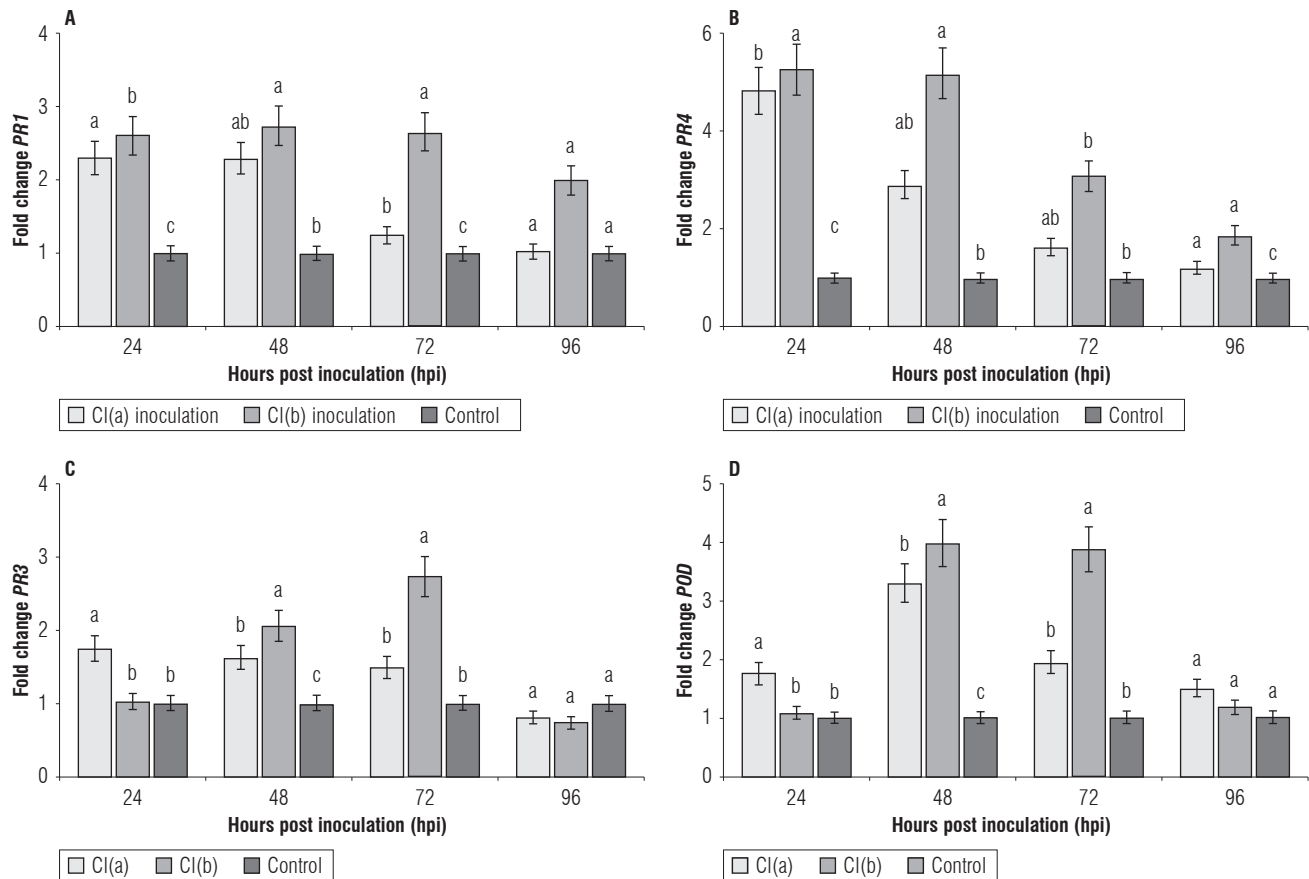 A
4
3
2
1
0
Fold change PR1
a
b
c
ab
a
b
b
a
c
a
a
a
24 48 72 96
Hours post inoculation (hpi)
CI(a) inoculation CI(b) inoculation Control
B
6
4
2
0
Fold change PR4
b
a
c
ab
a
b
ab
b
b
a
a
c
24 48 72 96
Hours post inoculation (hpi)
CI(a) inoculation CI(b) inoculation Control
C
4
3
2
1
0
Fold change PR3
a
b
b
b
a
c
b
a
b
a
a
a
24 48 72 96
Hours post inoculation (hpi)
CI(a) CI(b) Control
D
5
4
3
2
1
0
Fold change POD
a
b
b
b
a
c
b
a
b
a
a
a
24 48 72 96
Hours post inoculation (hpi)
CI(a) CI(b) Control